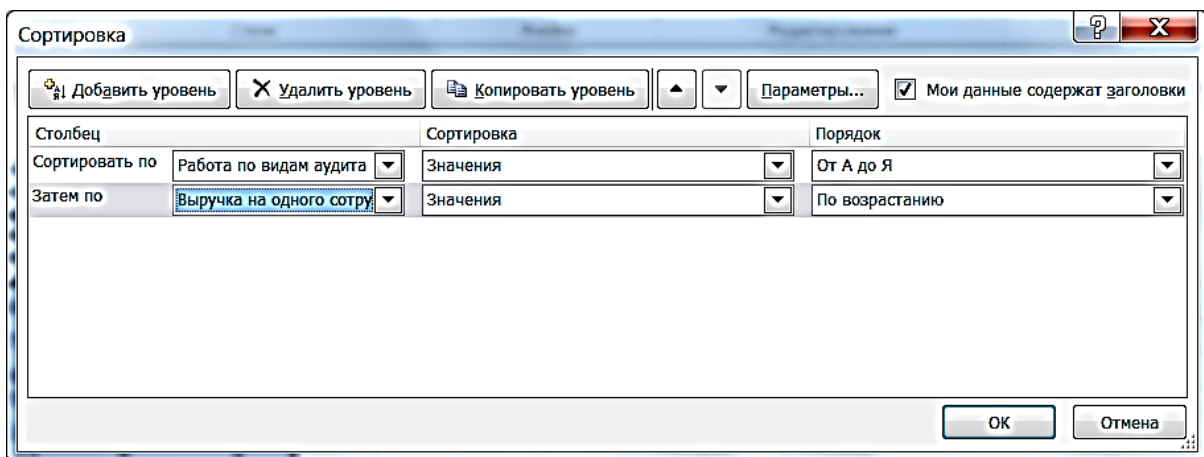 Сортировка
Добавить уровень Удалить уровень Копировать уровень Параметры... Мои данные содержат заголовки
Столбец Сортировка Порядок
Сортировать по Работа по видам аудита Значения От А до Я
Затем по Выручка на одного сотру Значения По возрастанию
ОК Отмена